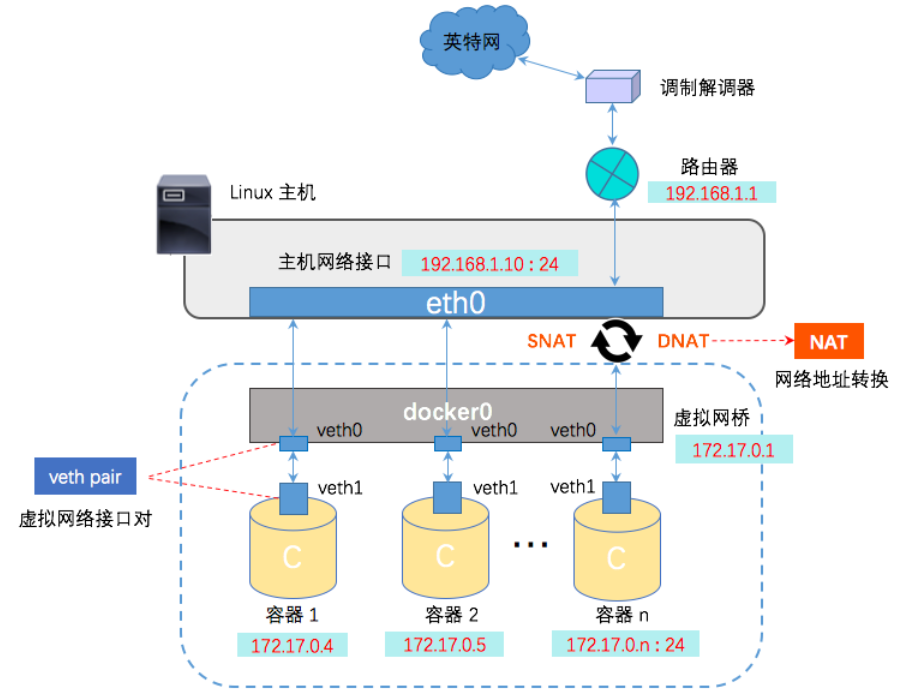 英特网
调制解调器
路由器
192.168.1.1
Linux 主机
主机网络接口
192.168.1.10 : 24
eth0
SNAT
DNAT
NAT
网络地址转换
docker0
虚拟网桥
172.17.0.1
veth0
veth0
veth0
veth pair
虚拟网络接口对
veth1
veth1
veth1
C
C
...
C
容器 1
容器 2
容器 n
172.17.0.4
172.17.0.5
172.17.0.n : 24